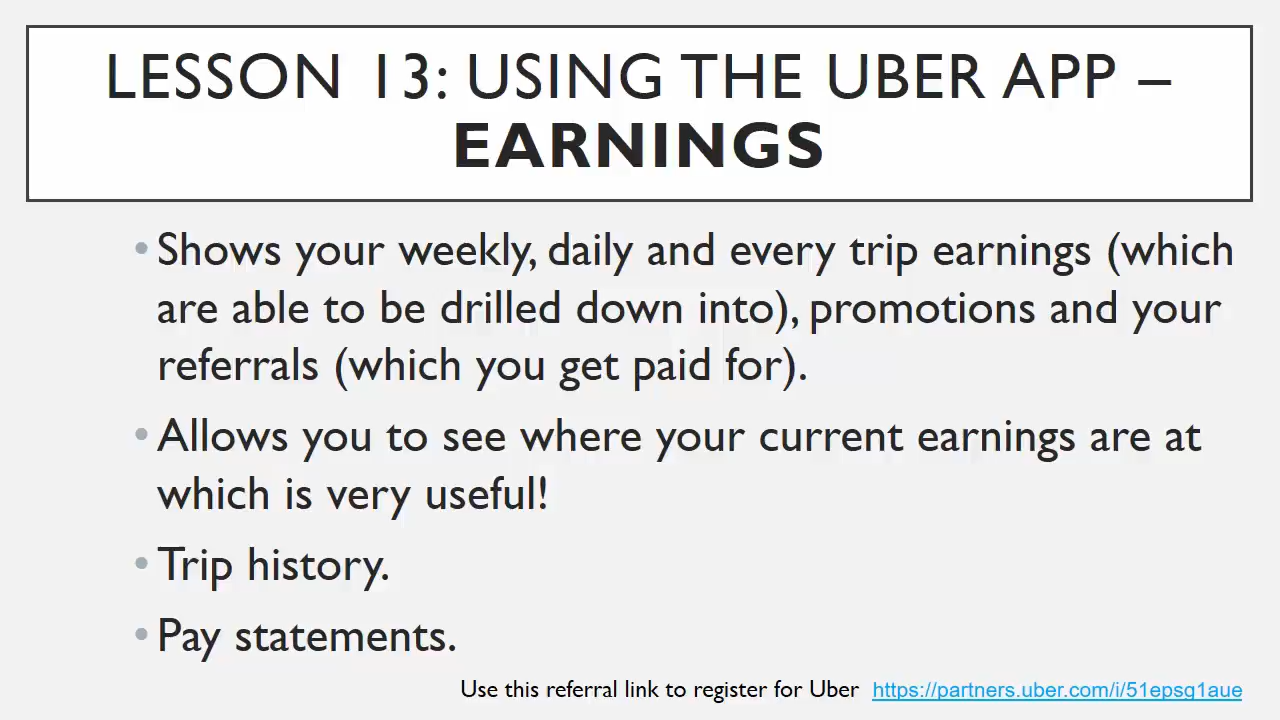 LESSON 13: USING THE UBER APP –
EARNINGS
• Shows your weekly, daily and every trip earnings (which
are able to be drilled down into), promotions and your
referrals (which you get paid for).
• Allows you to see where your current earnings are at
which is very useful!
• Trip history.
• Pay statements.
Use this referral link to register for Uber https://partners.uber.com/i/51epsq1aue